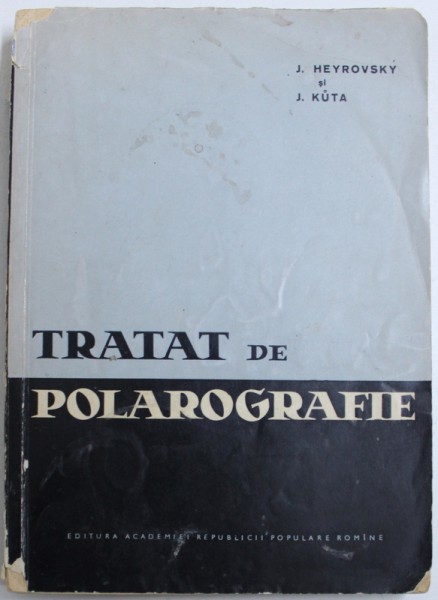 J. HEYROVSKÝ
și
J. KŮTA
TRATAT DE
POLAROGRAFIE
EDITURA ACADEMIEI REPUBLICII POPULARE ROMÎNE